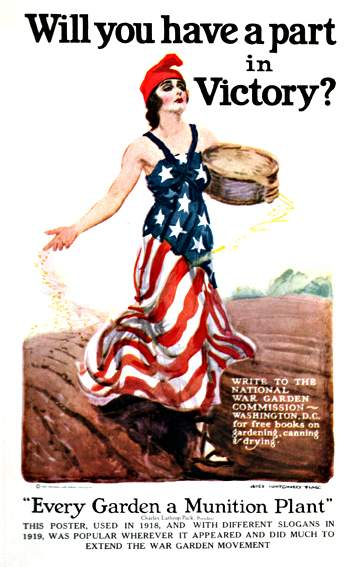 Will you have a part
in
Victory?
WRITE TO THE
NATIONAL
WAR GARDEN
COMMISSION ~
WASHINGTON, D.C.
for free books on
gardening, canning
& drying.
JAMES MONTGOMERY FLAGG
"Every Garden a Munition Plant"
Charles Lathrop Pack, President
THIS POSTER, USED IN 1918, AND WITH DIFFERENT SLOGANS IN
1919, WAS POPULAR WHEREVER IT APPEARED AND DID MUCH TO
EXTEND THE WAR GARDEN MOVEMENT